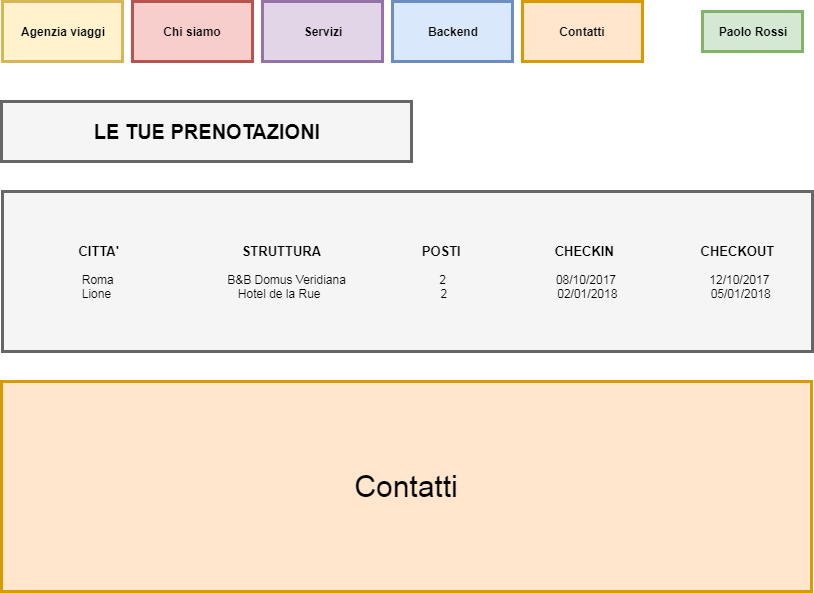 Agenzia viaggi Chi siamo Servizi Backend Contatti Paolo Rossi
LE TUE PRENOTAZIONI
CITTA' STRUTTURA POSTI CHECKIN CHECKOUT
Roma B&B Domus Veridiana 2 08/10/2017 12/10/2017
Lione Hotel de la Rue 2 02/01/2018 05/01/2018
Contatti